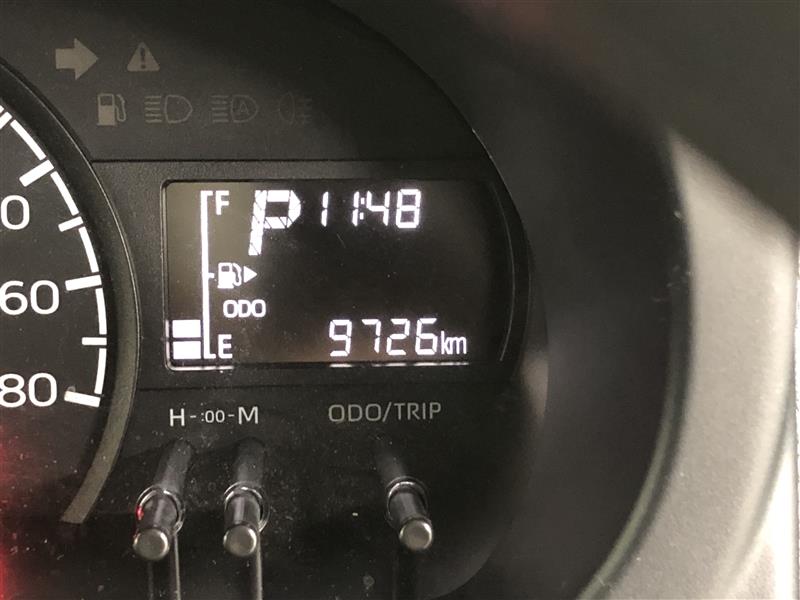 F P 11:48
ODO
E 9726km
H-:00-M ODO/TRIP
0
60
80